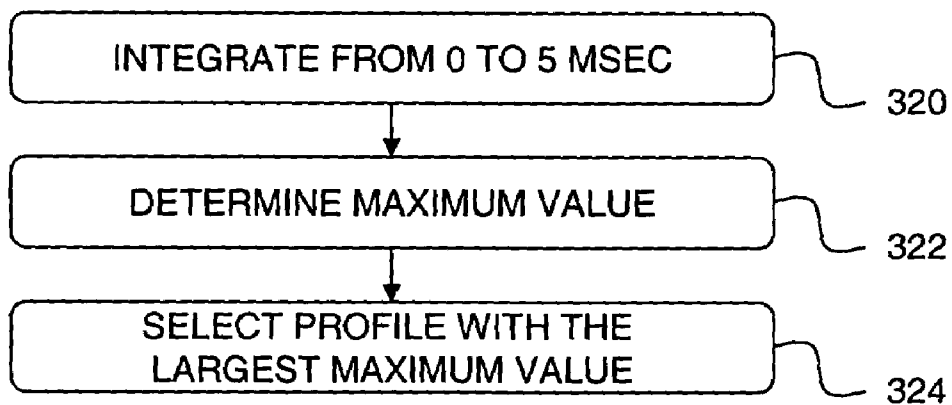 INTEGRATE FROM 0 TO 5 MSEC
320
DETERMINE MAXIMUM VALUE
322
SELECT PROFILE WITH THE
LARGEST MAXIMUM VALUE
324